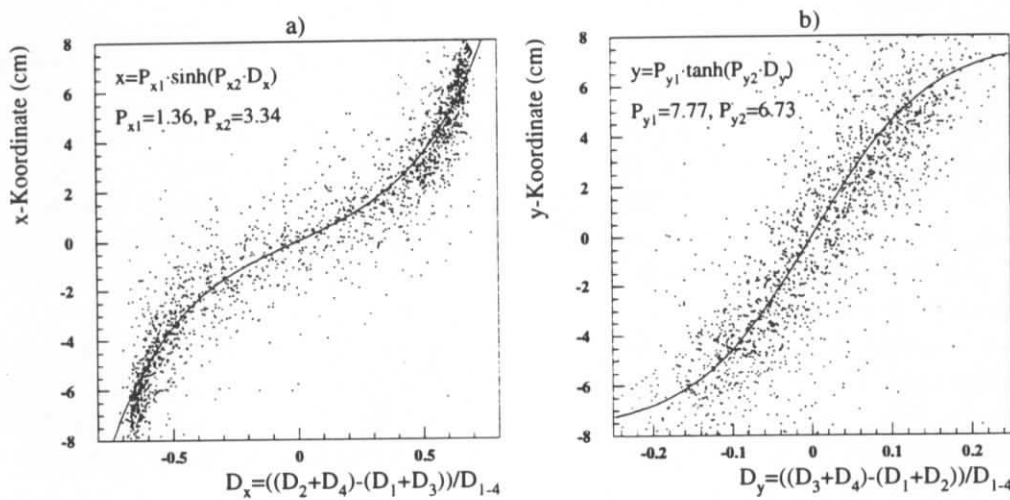 a)
x-Koordinate (cm)
8
6
4
2
0
-2
-4
-6
-8
x=P_x1·sinh(P_x2·D_x)
P_x1=1.36, P_x2=3.34
-0.5
0
0.5
D_x=((D_2+D_4)-(D_1+D_3))/D_1-4
b)
y-Koordinate (cm)
8
6
4
2
0
-2
-4
-6
-8
y=P_y1·tanh(P_y2·D_y)
P_y1=7.77, P_y2=6.73
-0.2
-0.1
0
0.1
0.2
D_y=((D_3+D_4)-(D_1+D_2))/D_1-4